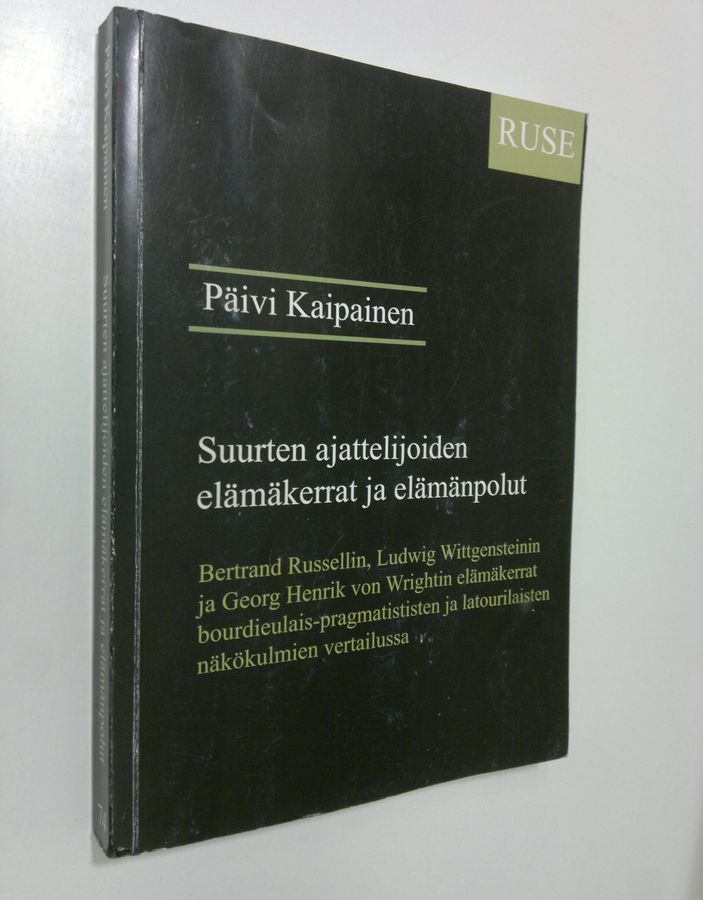 RUSE
Päivi Kaipainen
Suurten ajattelijoiden
elämäkerrat ja elämänpolut
Bertrand Russellin, Ludwig Wittgensteinin
ja Georg Henrik von Wrightin elämäkerrat
bourdieulais-pragmatististen ja latourilaisten
näkökulmien vertailussa
Päivi Kaipainen Suurten ajattelijoiden elämäkerrat ja elämänpolut